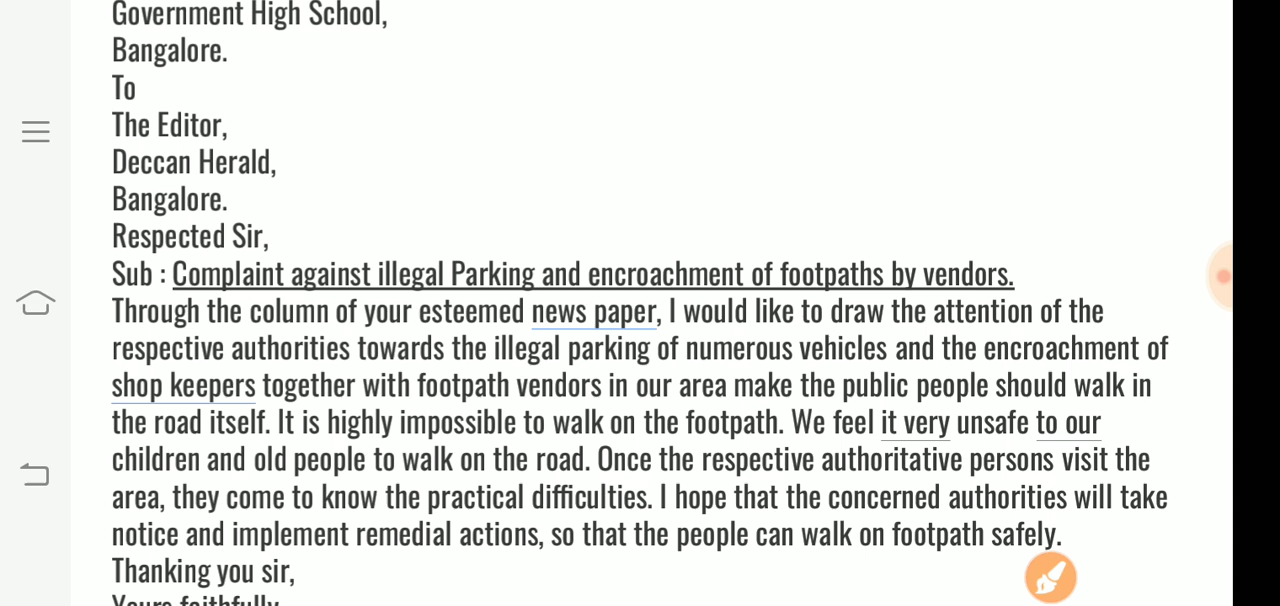 Government High School,
Bangalore.
To
The Editor,
Deccan Herald,
Bangalore.
Respected Sir,
Sub : Complaint against illegal Parking and encroachment of footpaths by vendors.
Through the column of your esteemed news paper, I would like to draw the attention of the
respective authorities towards the illegal parking of numerous vehicles and the encroachment of
shop keepers together with footpath vendors in our area make the public people should walk in
the road itself. It is highly impossible to walk on the footpath. We feel it very unsafe to our
children and old people to walk on the road. Once the respective authoritative persons visit the
area, they come to know the practical difficulties. I hope that the concerned authorities will take
notice and implement remedial actions, so that the people can walk on footpath safely.
Thanking you sir,
Yours faithfully